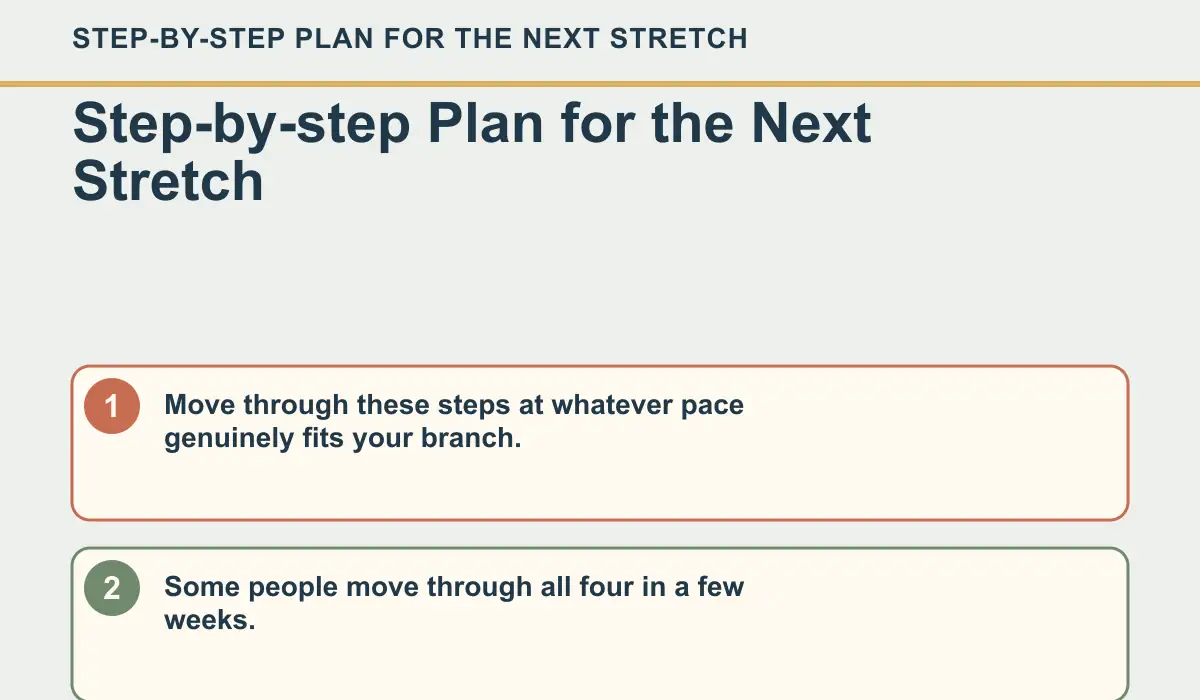 STEP-BY-STEP PLAN FOR THE NEXT STRETCH
Step-by-step Plan for the Next
Stretch
1
Move through these steps at whatever pace
genuinely fits your branch.
2
Some people move through all four in a few
weeks.